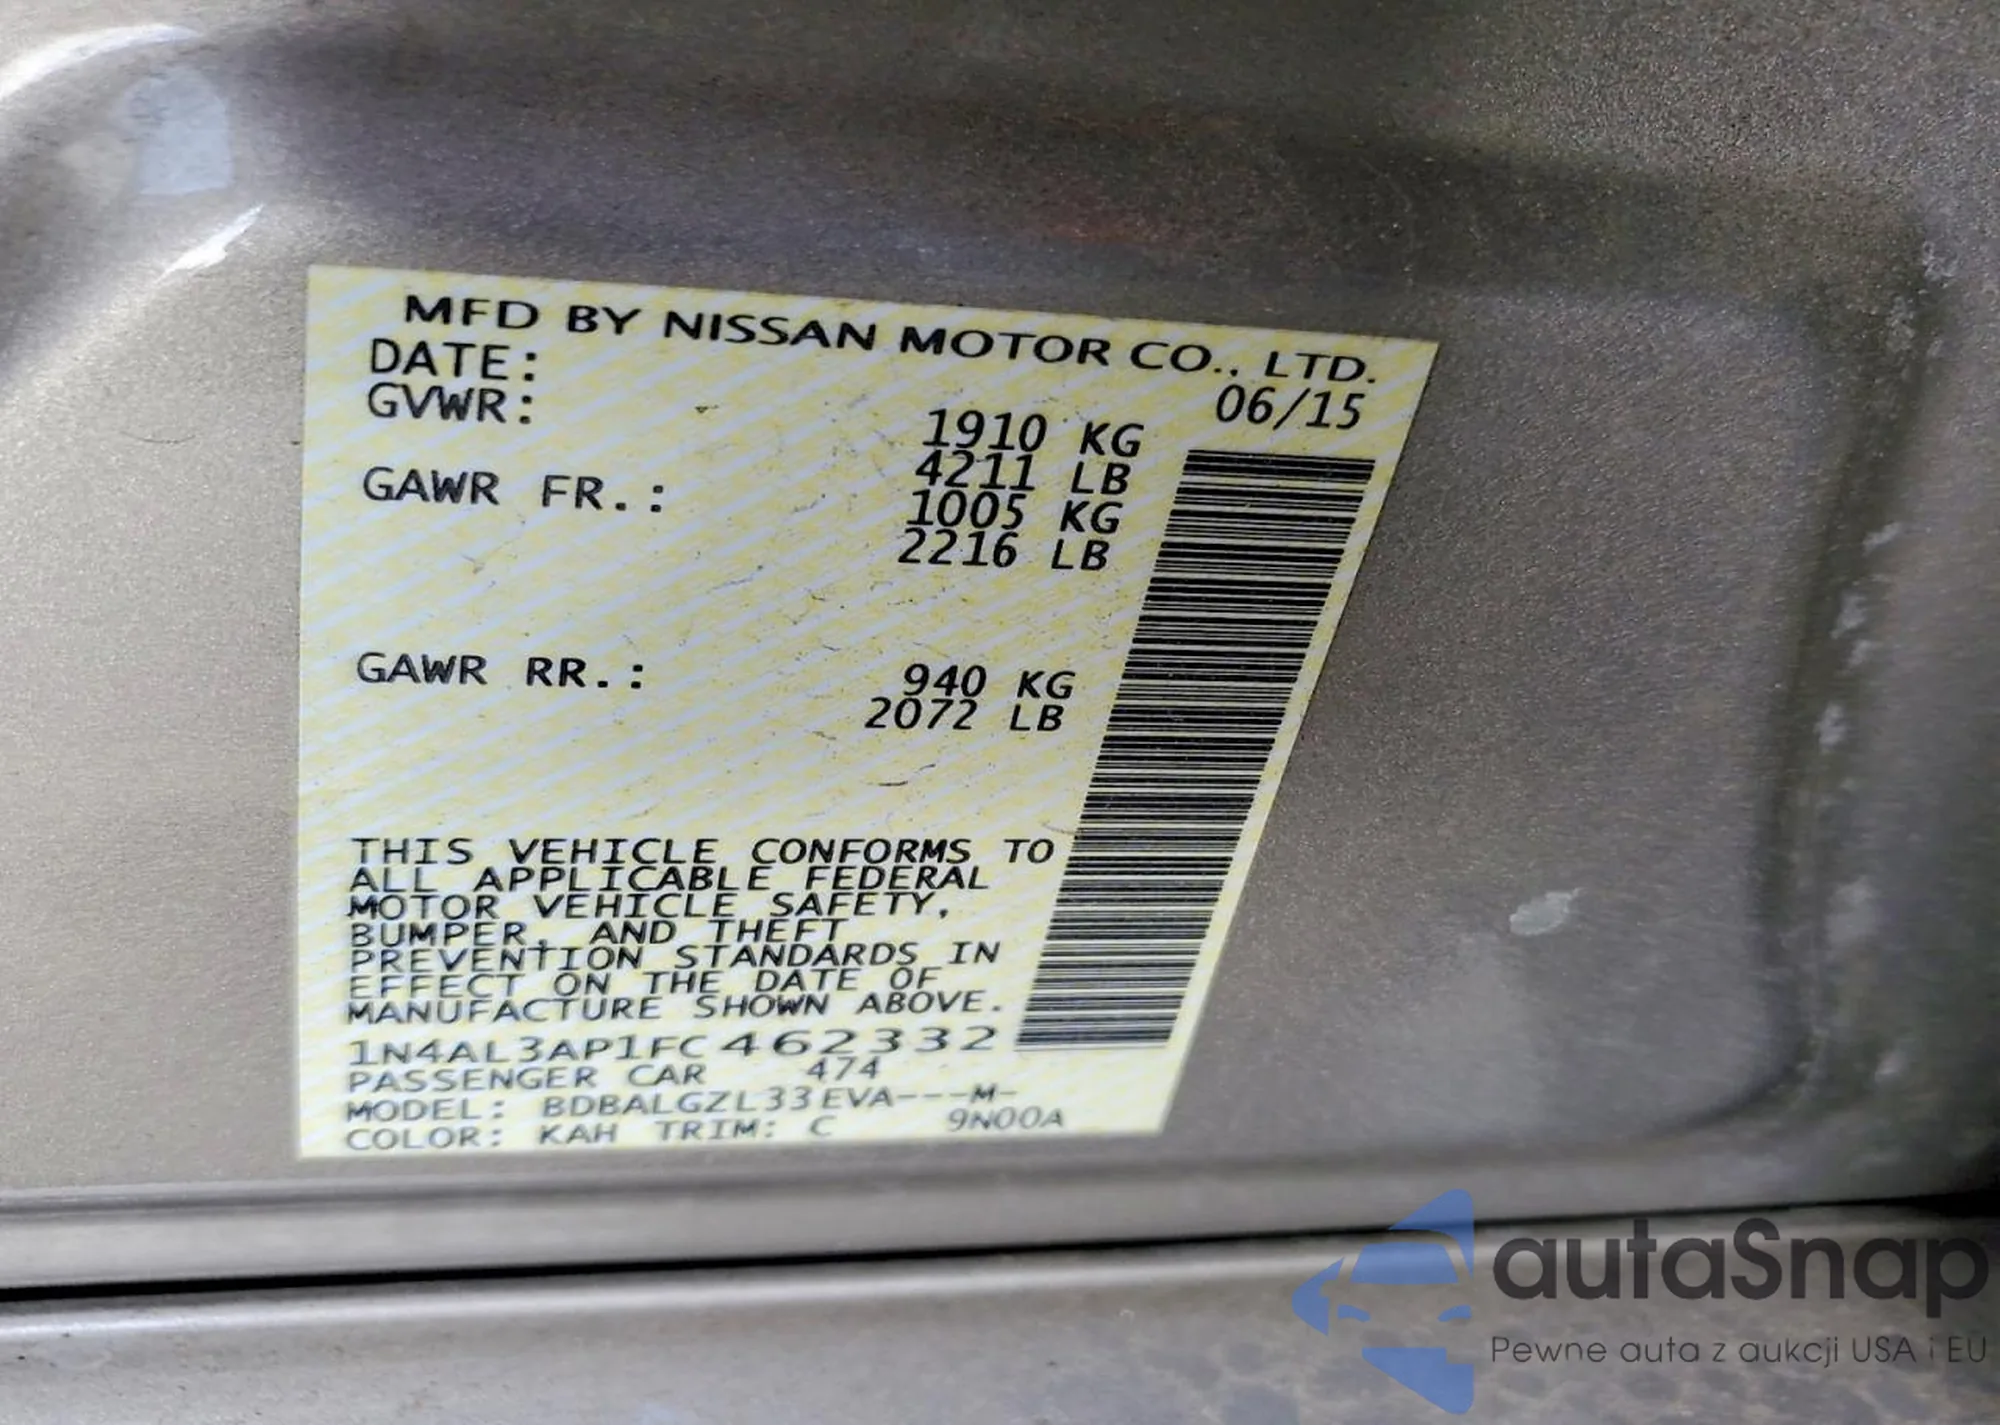 MFD BY NISSAN MOTOR CO., LTD.
DATE: 06/15
GVWR: 1910 KG
4211 LB
GAWR FR.: 1005 KG
2216 LB
GAWR RR.: 940 KG
2072 LB
THIS VEHICLE CONFORMS TO
ALL APPLICABLE FEDERAL
MOTOR VEHICLE SAFETY,
BUMPER, AND THEFT
PREVENTION STANDARDS IN
EFFECT ON THE DATE OF
MANUFACTURE SHOWN ABOVE.
1N4AL3AP1FC462332
PASSENGER CAR 474
MODEL: BDBALGZL33EVA---M-
COLOR: KAH TRIM: C 9N00A
autaSnap
Pewne auta z aukcji USA i EU